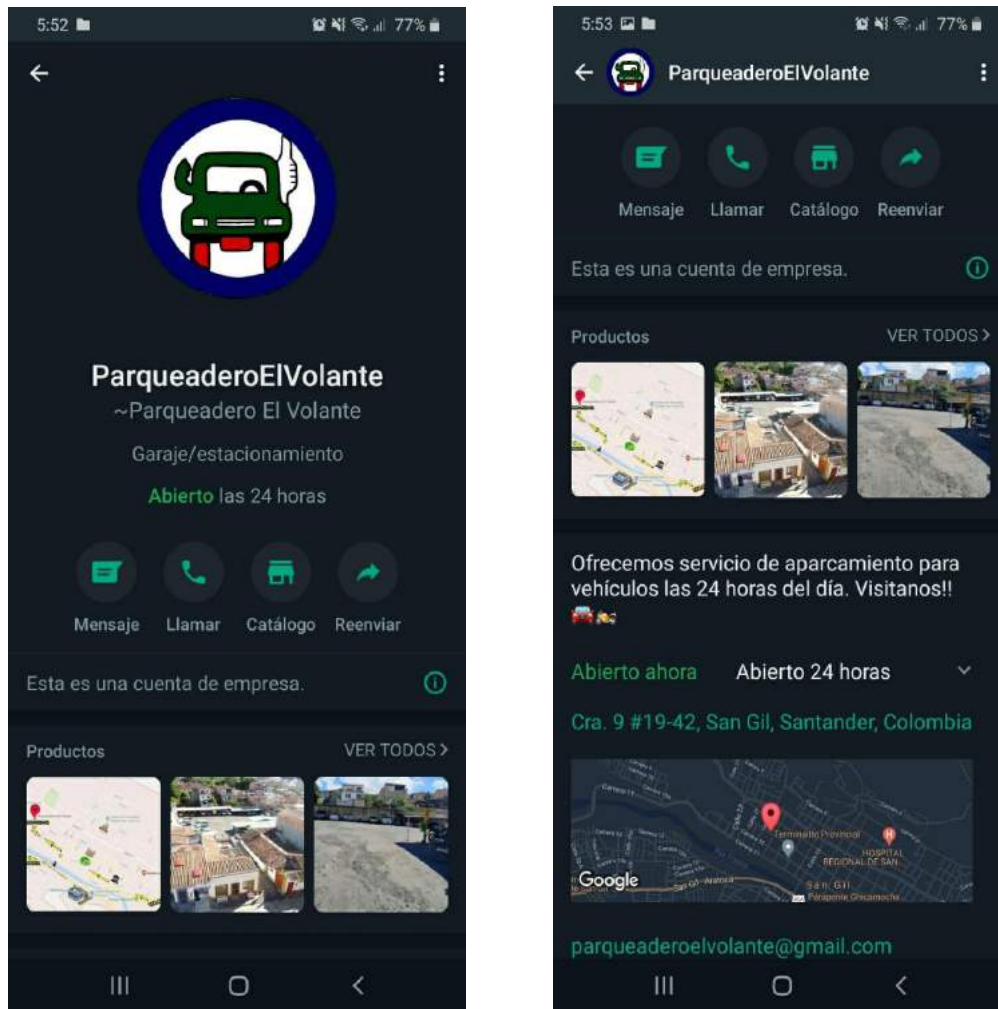 5:52
77%
ParqueaderoElVolante
~Parqueadero El Volante
Garaje/estacionamiento
Abierto las 24 horas
Mensaje Llamar Catálogo Reenviar
Esta es una cuenta de empresa.
Productos VER TODOS >
5:53
77%
ParqueaderoElVolante
Mensaje Llamar Catálogo Reenviar
Esta es una cuenta de empresa.
Productos VER TODOS >
Ofrecemos servicio de aparcamiento para
vehículos las 24 horas del día. Visitanos!!
Abierto ahora Abierto 24 horas
Cra. 9 #19-42, San Gil, Santander, Colombia
Terminalito Provincial
HOSPITAL
REGIONAL DE SAN
Google
San Gil
parqueaderoelvolante@gmail.com